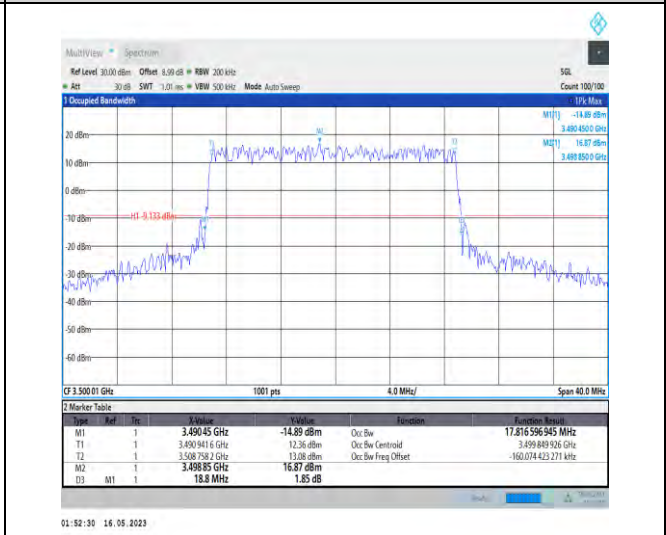 MultiView Spectrum
Ref Level 30.00 dBm Offset 8.99 dB RBW 200 kHz SGL
Att 30 dB SWT 1.01 ms VBW 500 kHz Mode Auto Sweep Count 100/100
1 Occupied Bandwidth 1Pk Max
M1[1] -14.89 dBm
3.490 4500 GHz
M2[1] 16.87 dBm
3.498 8500 GHz
20 dBm
M2
T1 T2
10 dBm
0 dBm
H1 -9.133 dBm
-10 dBm
-20 dBm
-30 dBm
-40 dBm
-50 dBm
-60 dBm
CF 3.500 01 GHz 1001 pts 4.0 MHz/ Span 40.0 MHz
2 Marker Table
Type Ref Trc X-Value Y-Value Function Function Result
M1 1 3.490 45 GHz -14.89 dBm Occ Bw 17.816 596 945 MHz
T1 1 3.490 941 6 GHz 12.36 dBm Occ Bw Centroid 3.499 849 926 GHz
T2 1 3.508 758 2 GHz 13.08 dBm Occ Bw Freq Offset -160.074 423 271 kHz
M2 1 3.498 85 GHz 16.87 dBm
D3 M1 1 18.8 MHz 1.85 dB
01:52:30 16.05.2023